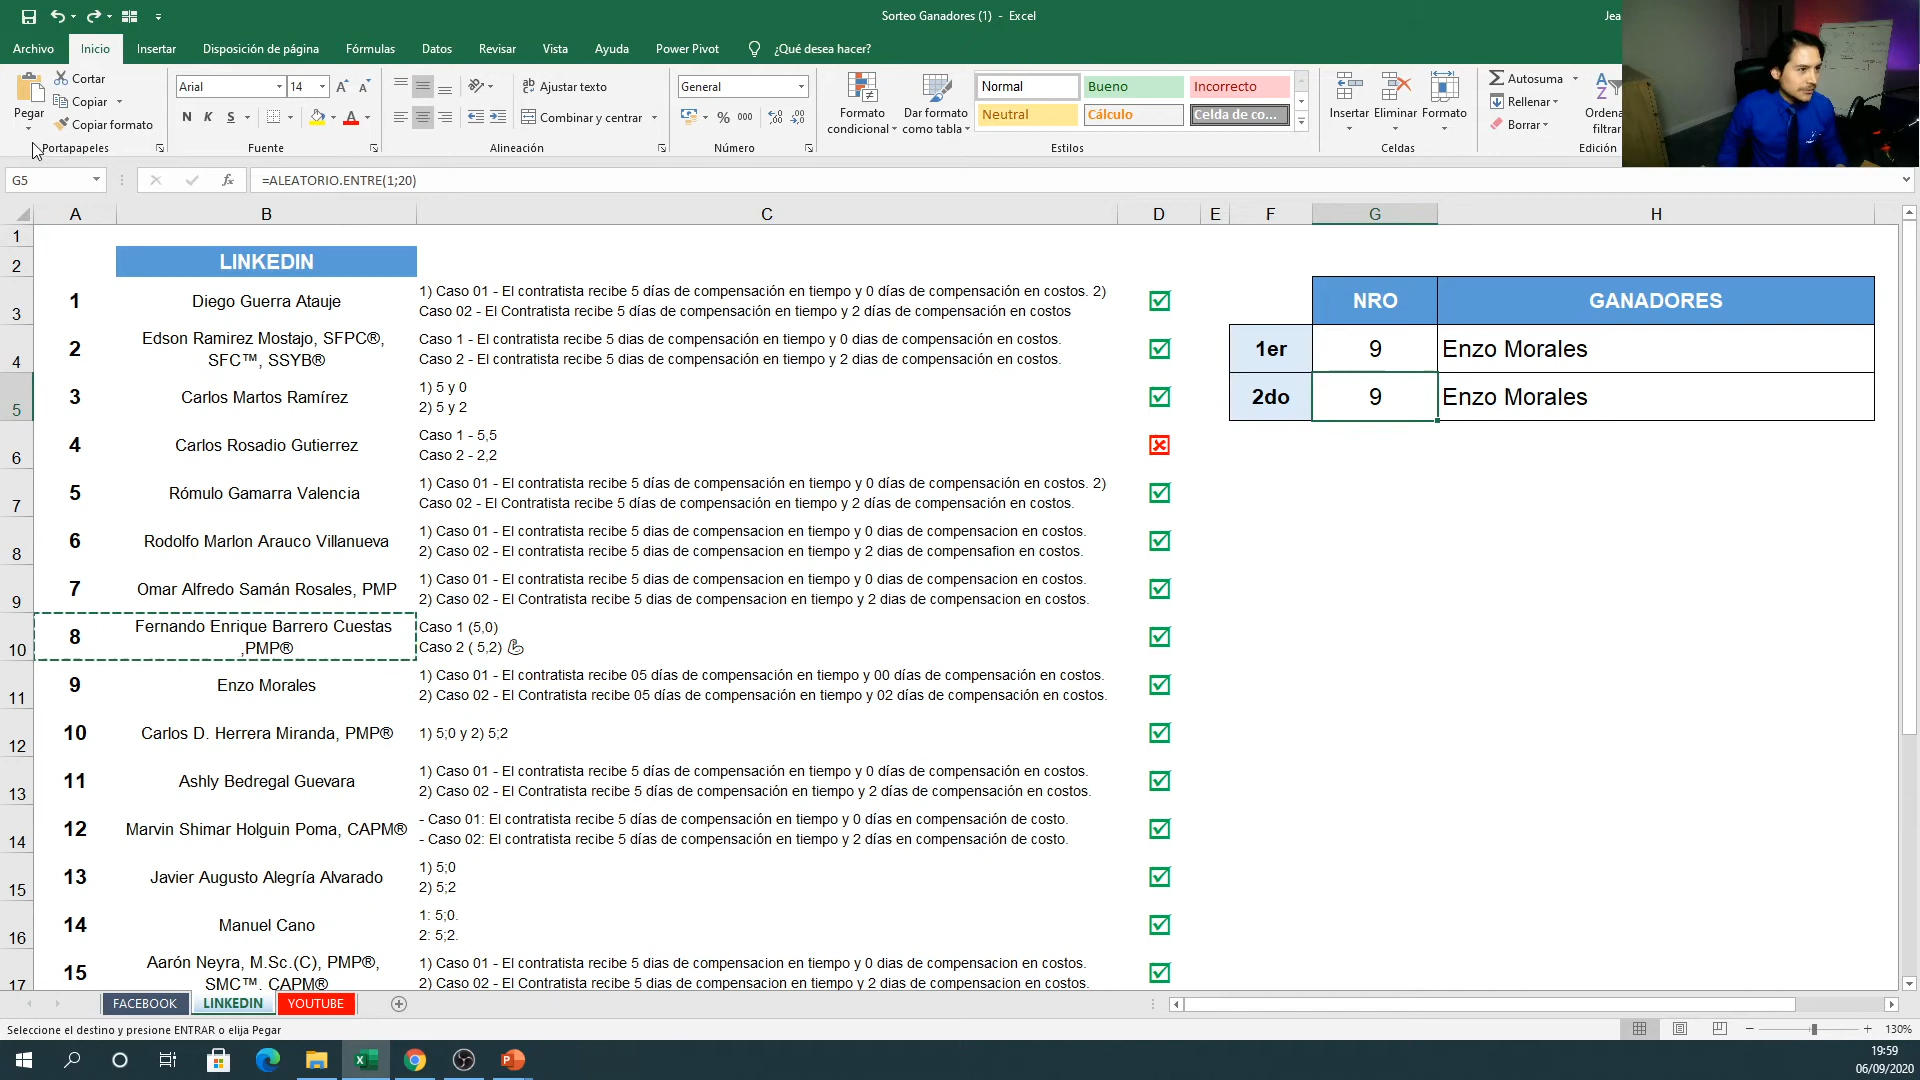 Sorteo Ganadores (1) - Excel
Jea
Archivo Inicio Insertar Disposición de página Fórmulas Datos Revisar Vista Ayuda Power Pivot ¿Qué desea hacer?
Pegar
Cortar
Copiar
Copiar formato
Portapapeles
Arial 14
N K S
Fuente
Ajustar texto
Combinar y centrar
Alineación
General
% 000
Número
Formato condicional
Dar formato como tabla
Normal Bueno Incorrecto
Neutral Cálculo Celda de co...
Estilos
Insertar Eliminar Formato
Celdas
Autosuma
Rellenar
Borrar
Ordena
filtrar
Edición
G5
fx =ALEATORIO.ENTRE(1;20)
A B C D E F G H
1
2 LINKEDIN
3 1 Diego Guerra Atauje 1) Caso 01 - El contratista recibe 5 días de compensación en tiempo y 0 días de compensación en costos. 2)
Caso 02 - El Contratista recibe 5 días de compensación en tiempo y 2 días de compensación en costos
NRO GANADORES
4 2 Edson Ramirez Mostajo, SFPC®,
SFC™, SSYB®
Caso 1 - El contratista recibe 5 dias de compensación en tiempo y 0 dias de compensación en costos.
Caso 2 - El contratista recibe 5 dias de compensación en tiempo y 2 dias de compensación en costos.
1er 9 Enzo Morales
5 3 Carlos Martos Ramírez 1) 5 y 0
2) 5 y 2
2do 9 Enzo Morales
6 4 Carlos Rosadio Gutierrez Caso 1 - 5,5
Caso 2 - 2,2
7 5 Rómulo Gamarra Valencia 1) Caso 01 - El contratista recibe 5 días de compensación en tiempo y 0 días de compensación en costos. 2)
Caso 02 - El Contratista recibe 5 días de compensación en tiempo y 2 días de compensación en costos.
8 6 Rodolfo Marlon Arauco Villanueva 1) Caso 01 - El contratista recibe 5 dias de compensacion en tiempo y 0 dias de compensacion en costos.
2) Caso 02 - El Contratista recibe 5 dias de compensacion en tiempo y 2 dias de compensafion en costos.
9 7 Omar Alfredo Samán Rosales, PMP 1) Caso 01 - El contratista recibe 5 dias de compensacion en tiempo y 0 dias de compensacion en costos.
2) Caso 02 - El Contratista recibe 5 dias de compensacion en tiempo y 2 dias de compensacion en costos.
10 8 Fernando Enrique Barrero Cuestas
,PMP®
Caso 1 (5,0)
Caso 2 ( 5,2) 💪
11 9 Enzo Morales 1) Caso 01 - El contratista recibe 05 días de compensación en tiempo y 00 días de compensación en costos.
2) Caso 02 - El Contratista recibe 05 días de compensación en tiempo y 02 días de compensación en costos.
12 10 Carlos D. Herrera Miranda, PMP® 1) 5;0 y 2) 5;2
13 11 Ashly Bedregal Guevara 1) Caso 01 - El contratista recibe 5 días de compensación en tiempo y 0 días de compensación en costos.
2) Caso 02 - El Contratista recibe 5 días de compensación en tiempo y 2 días de compensación en costos.
14 12 Marvin Shimar Holguin Poma, CAPM® - Caso 01: El contratista recibe 5 días de compensación en tiempo y 0 días en compensación de costo.
- Caso 02: El contratista recibe 5 días de compensación en tiempo y 2 días en compensación de costo.
15 13 Javier Augusto Alegría Alvarado 1) 5;0
2) 5;2
16 14 Manuel Cano 1: 5;0.
2: 5;2.
17 15 Aarón Neyra, M.Sc.(C), PMP®,
SMC™. CAPM®
1) Caso 01 - El contratista recibe 5 dias de compensacion en tiempo y 0 dias de compensacion en costos.
2) Caso 02 - El Contratista recibe 5 dias de compensacion en tiempo y 2 dias de compensacion en costos.
FACEBOOK LINKEDIN YOUTUBE
Seleccione el destino y presione ENTRAR o elija Pegar
130%
19:59
06/09/2020